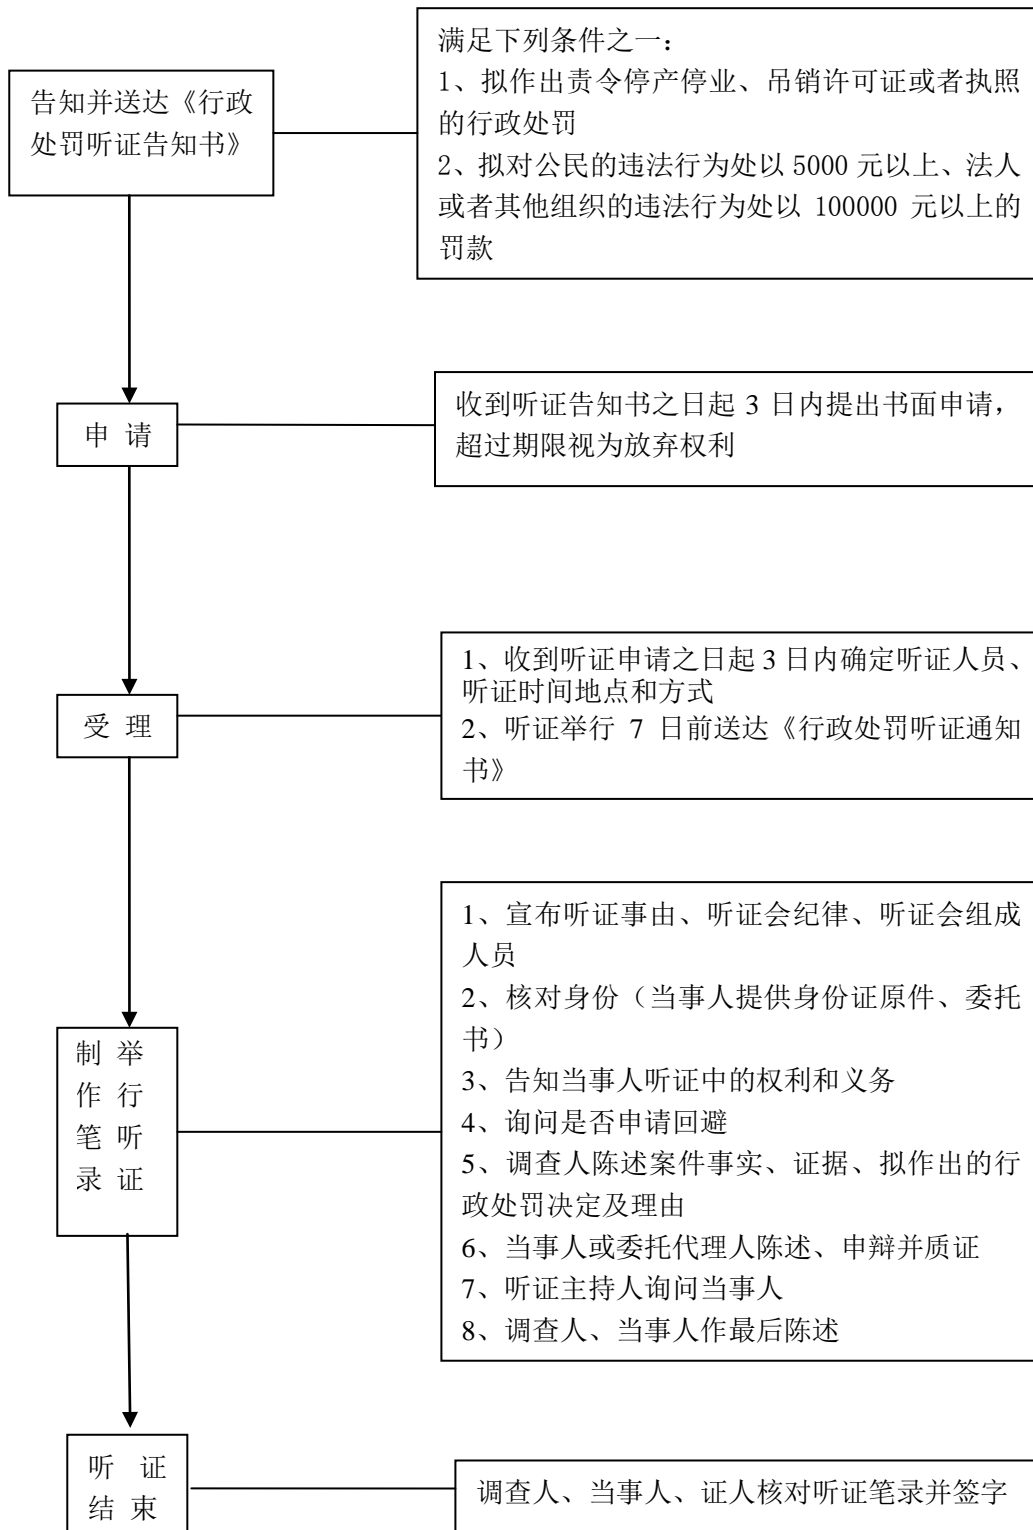 告知并送达《行政
处罚听证告知书》
满足下列条件之一：
1、拟作出责令停产停业、吊销许可证或者执照
的行政处罚
2、拟对公民的违法行为处以 5000 元以上、法人
或者其他组织的违法行为处以 100000 元以上的
罚款
申 请
收到听证告知书之日起 3 日内提出书面申请，
超过期限视为放弃权利
受 理
1、收到听证申请之日起 3 日内确定听证人员、
听证时间地点和方式
2、听证举行 7 日前送达《行政处罚听证通知
书》
制 举
作 行
笔 听
录 证
1、宣布听证事由、听证会纪律、听证会组成
人员
2、核对身份（当事人提供身份证原件、委托
书）
3、告知当事人听证中的权利和义务
4、询问是否申请回避
5、调查人陈述案件事实、证据、拟作出的行
政处罚决定及理由
6、当事人或委托代理人陈述、申辩并质证
7、听证主持人询问当事人
8、调查人、当事人作最后陈述
听 证
结 束
调查人、当事人、证人核对听证笔录并签字